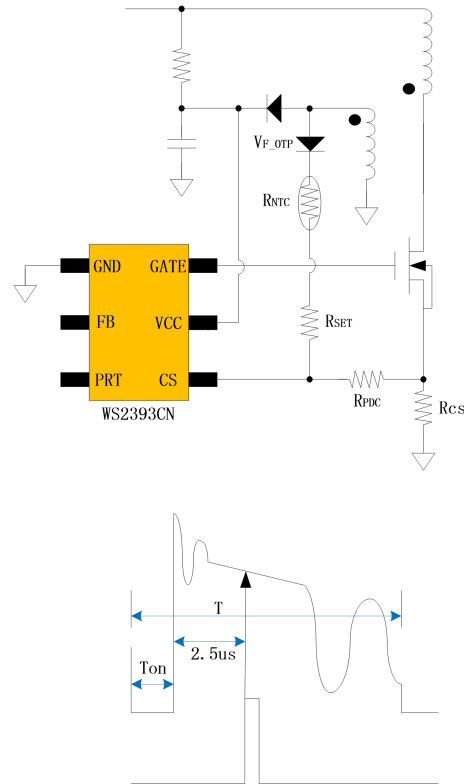 VF_OTP
RNTC
GND GATE
FB VCC
RSET
PRT CS
RPDC
Rcs
WS2393CN
T
2.5us
Ton